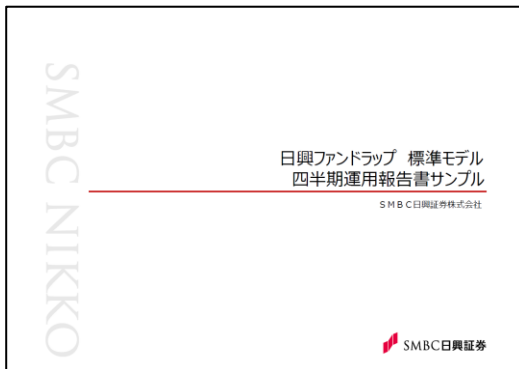 SMBC NIKKO
日興ファンドラップ 標準モデル
四半期運用報告書サンプル
SMBC日興証券株式会社
SMBC日興証券